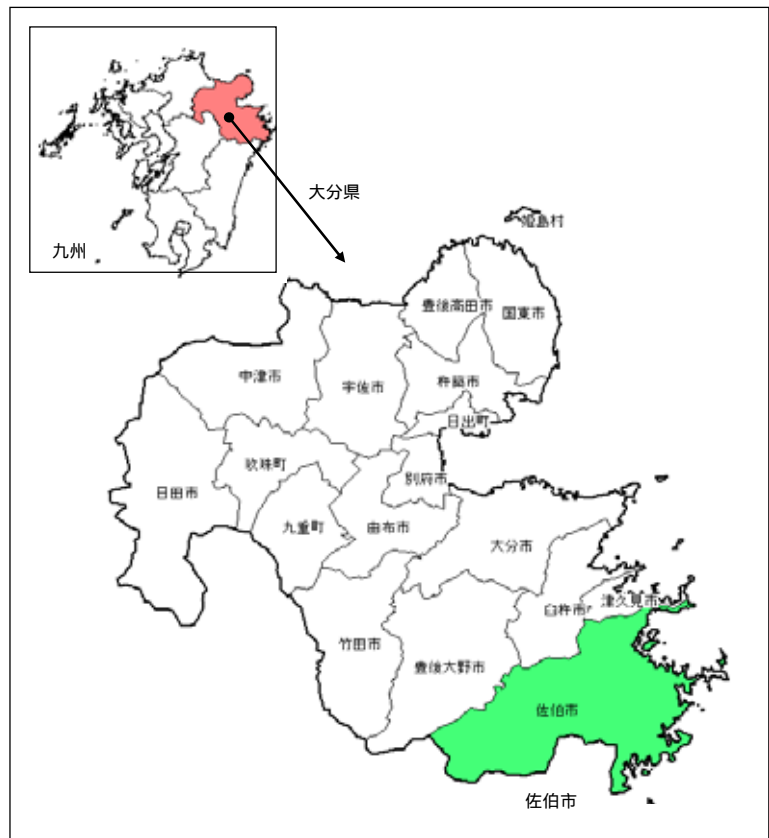 大分県
九州
姫島村
豊後高田市
国東市
中津市
宇佐市
杵築市
日出町
玖珠町
別府市
日田市
九重町
由布市
大分市
津久見市
臼杵市
竹田市
豊後大野市
佐伯市
佐伯市